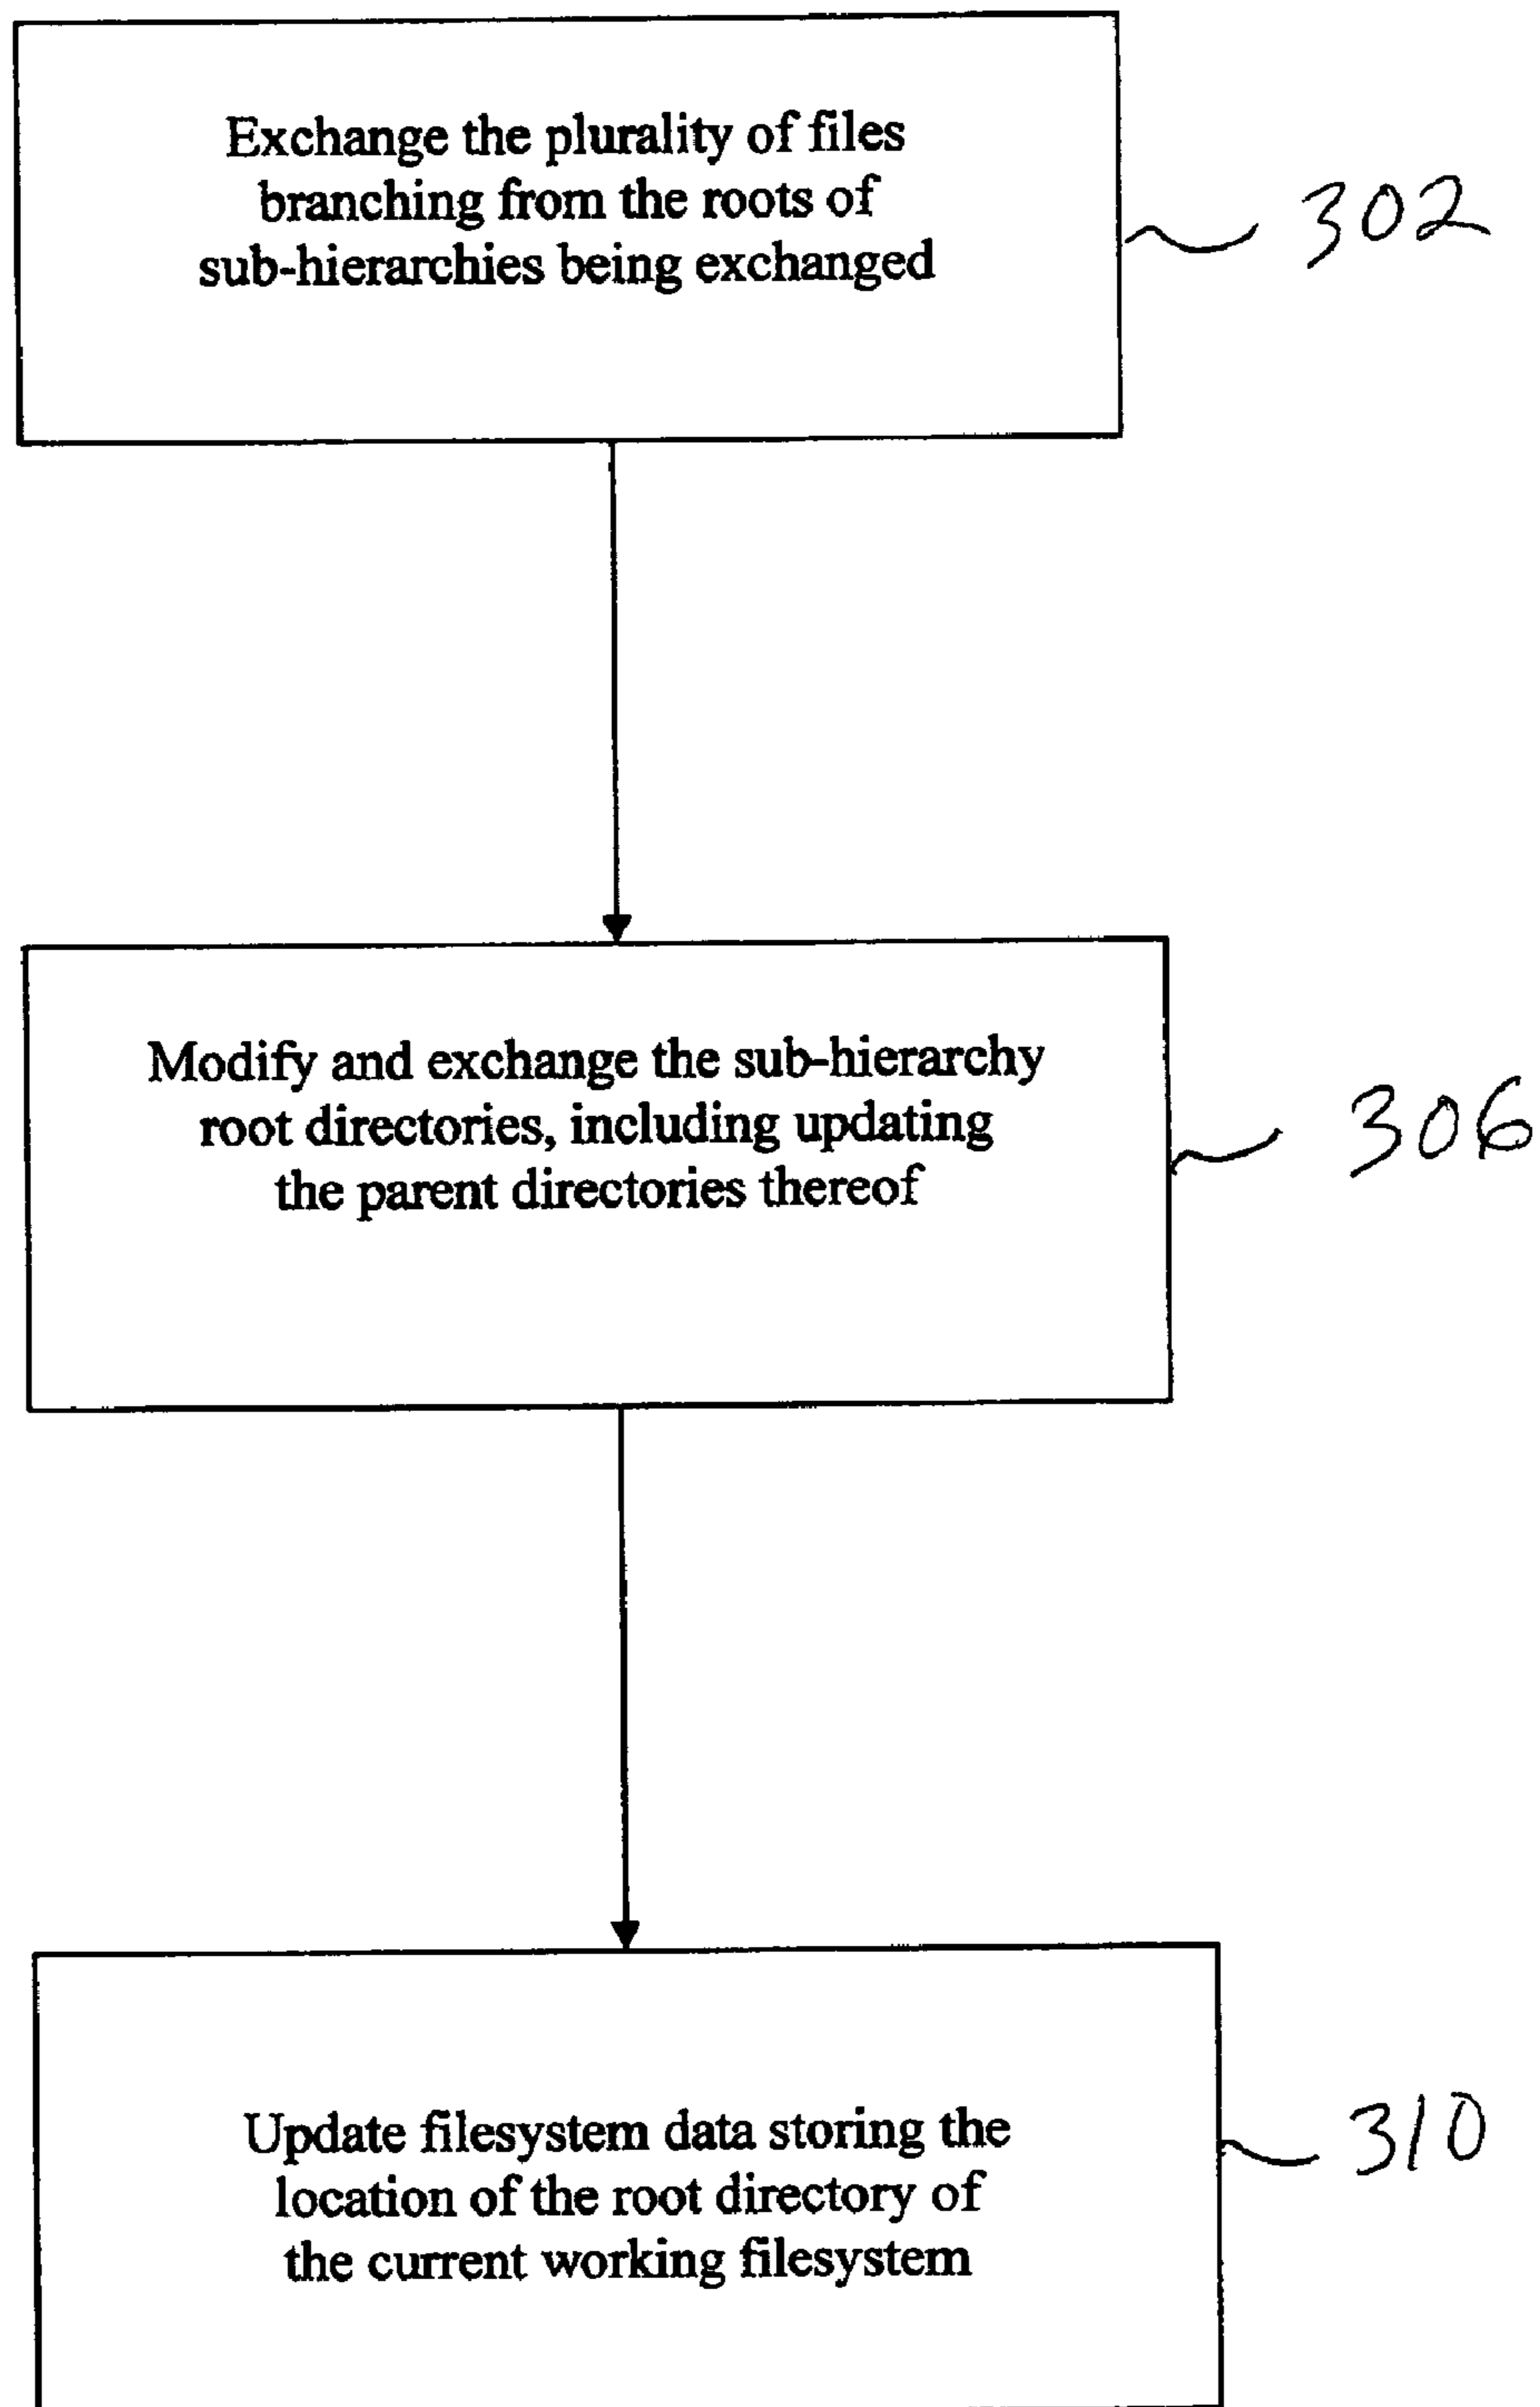 Exchange the plurality of files
branching from the roots of
sub-hierarchies being exchanged
302
Modify and exchange the sub-hierarchy
root directories, including updating
the parent directories thereof
306
Update filesystem data storing the
location of the root directory of
the current working filesystem
310